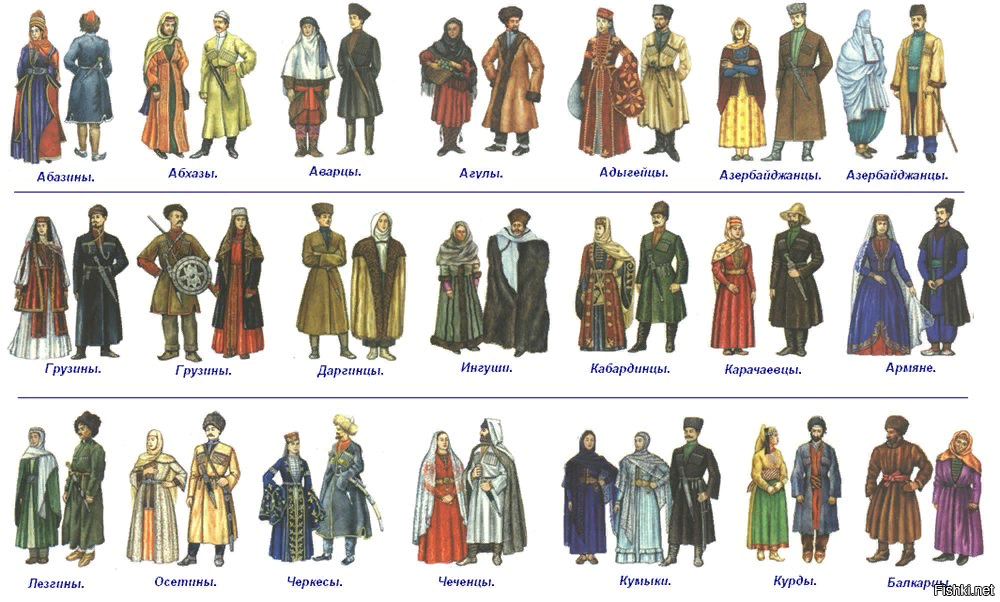 Абазины. Абхазы. Аварцы. Агулы. Адыгейцы. Азербайджанцы. Азербайджанцы.
Грузины. Грузины. Даргинцы. Ингуши. Кабардинцы. Карачаевцы. Армяне.
Лезгины. Осетины. Черкесы. Чеченцы. Кумыки. Курды. Балкарцы.
Fishki.net